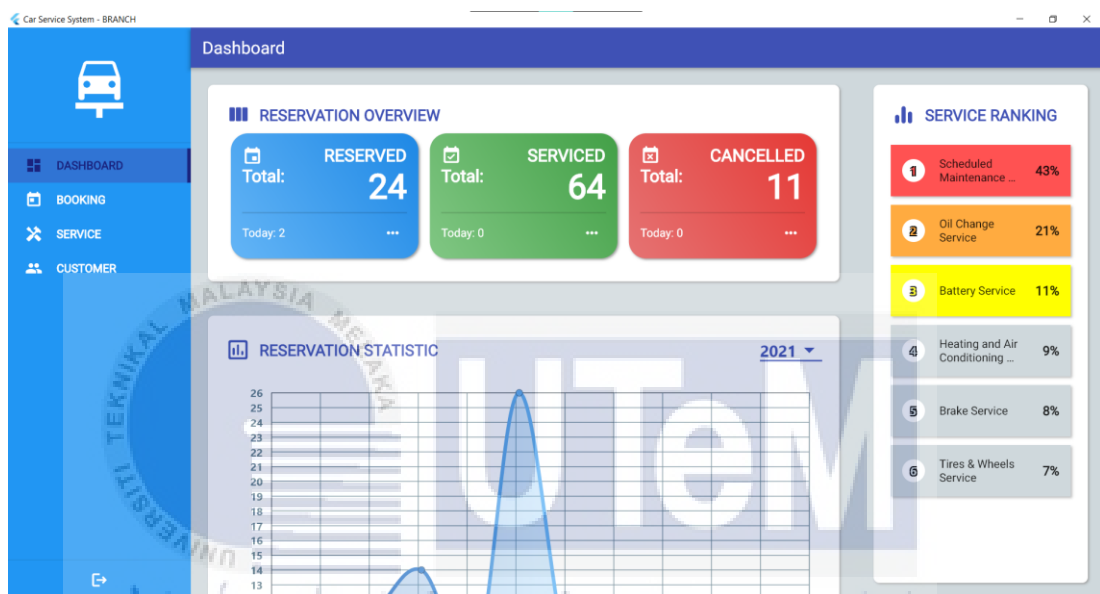 Car Service System - BRANCH
Dashboard
DASHBOARD
BOOKING
SERVICE
CUSTOMER
RESERVATION OVERVIEW
RESERVED
Total:
24
Today: 2
SERVICED
Total:
64
Today: 0
CANCELLED
Total:
11
Today: 0
RESERVATION STATISTIC
2021
26
25
24
23
22
21
20
19
18
17
16
15
14
13
SERVICE RANKING
1 Scheduled
Maintenance ... 43%
2 Oil Change
Service 21%
3 Battery Service 11%
4 Heating and Air
Conditioning ... 9%
5 Brake Service 8%
6 Tires & Wheels
Service 7%
UNIVERSITI TEKNIKAL MALAYSIA MELAKA
UTeM